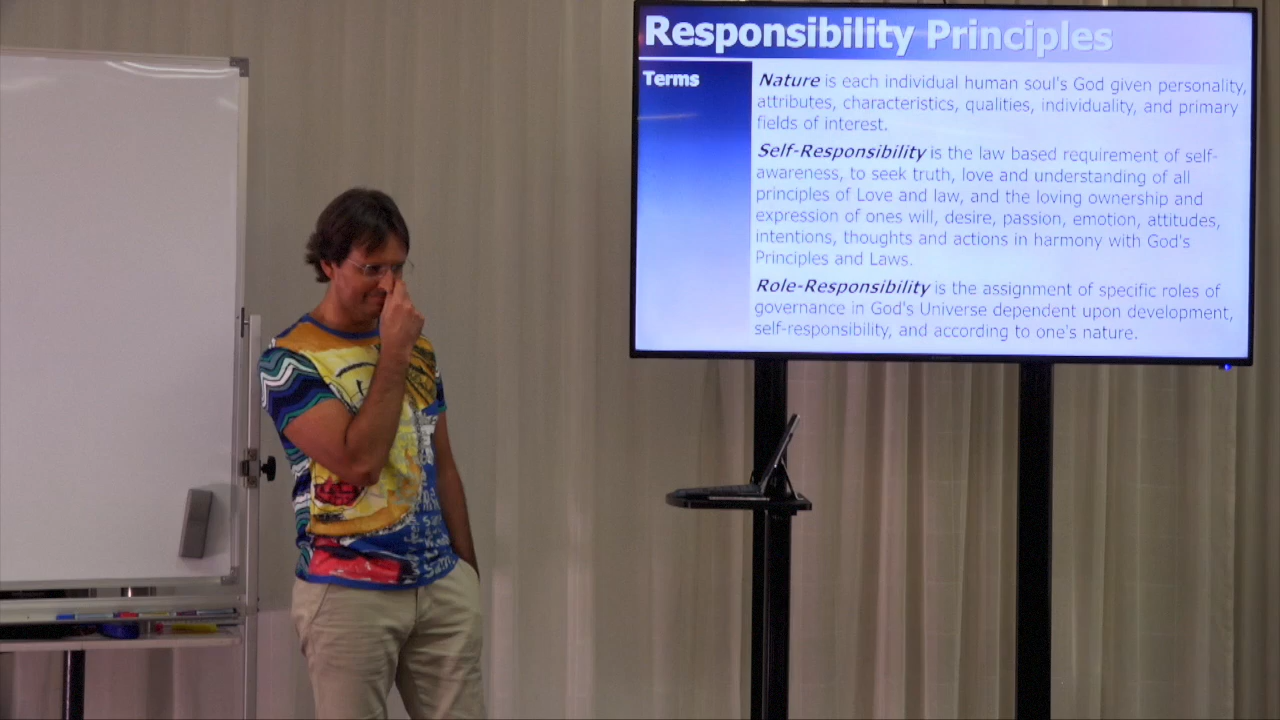 Responsibility Principles
Terms
Nature is each individual human soul's God given personality,
attributes, characteristics, qualities, individuality, and primary
fields of interest.
Self-Responsibility is the law based requirement of self-
awareness, to seek truth, love and understanding of all
principles of Love and law, and the loving ownership and
expression of ones will, desire, passion, emotion, attitudes,
intentions, thoughts and actions in harmony with God's
Principles and Laws.
Role-Responsibility is the assignment of specific roles of
governance in God's Universe dependent upon development,
self-responsibility, and according to one's nature.